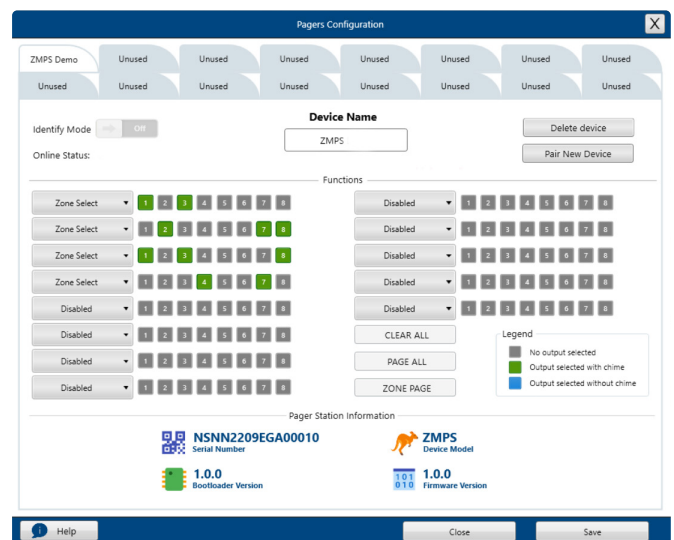 Pagers Configuration
X
ZMPS Demo Unused Unused Unused Unused Unused Unused Unused
Unused Unused Unused Unused Unused Unused Unused Unused
Device Name
Identify Mode Off
ZMPS
Delete device
Online Status:
Pair New Device
Functions
Zone Select 1 2 3 4 5 6 7 8 Disabled 1 2 3 4 5 6 7 8
Zone Select 1 2 3 4 5 6 7 8 Disabled 1 2 3 4 5 6 7 8
Zone Select 1 2 3 4 5 6 7 8 Disabled 1 2 3 4 5 6 7 8
Zone Select 1 2 3 4 5 6 7 8 Disabled 1 2 3 4 5 6 7 8
Disabled 1 2 3 4 5 6 7 8 Disabled 1 2 3 4 5 6 7 8
Disabled 1 2 3 4 5 6 7 8 CLEAR ALL
Disabled 1 2 3 4 5 6 7 8 PAGE ALL
Disabled 1 2 3 4 5 6 7 8 ZONE PAGE
Legend
No output selected
Output selected with chime
Output selected without chime
Pager Station Information
NSNN2209EGA00010
Serial Number
ZMPS
Device Model
1.0.0
Bootloader Version
101
010
1.0.0
Firmware Version
Help Close Save